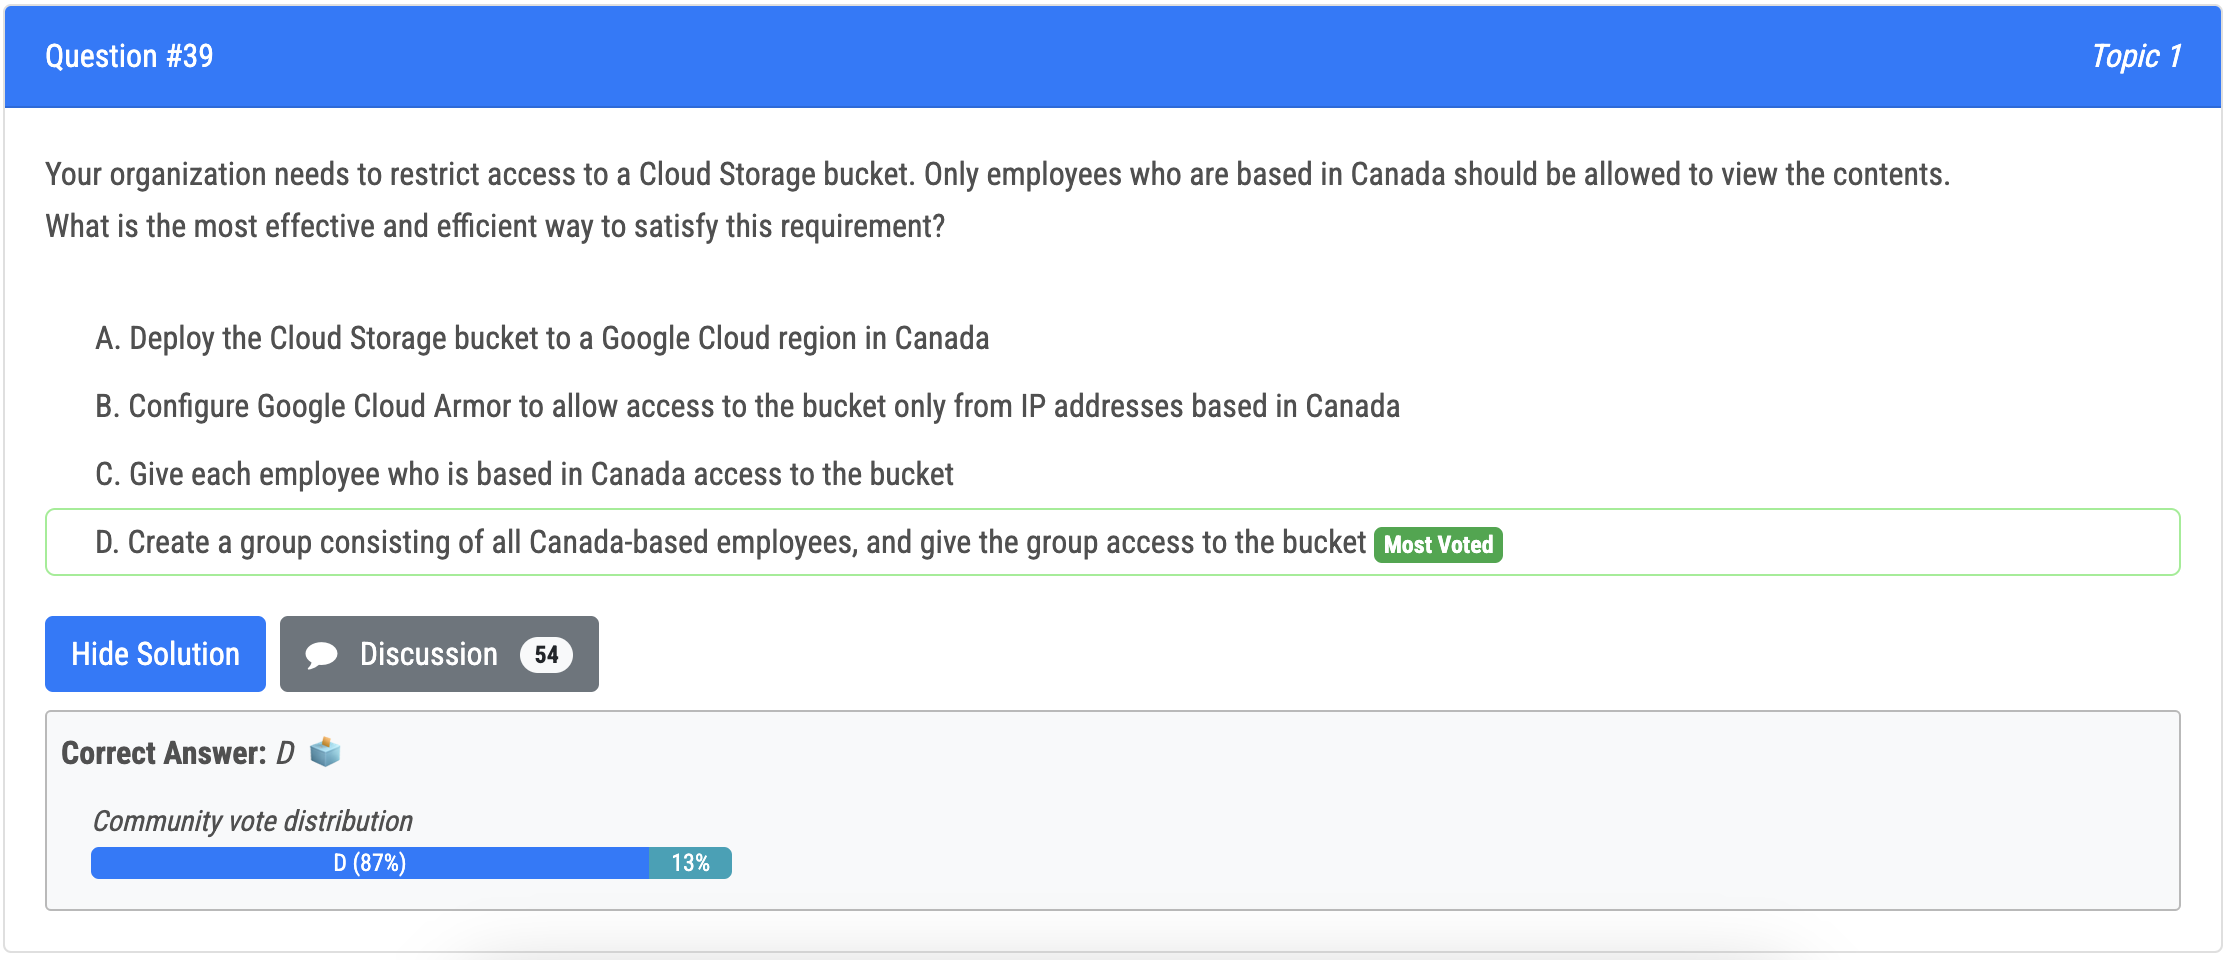 Question #39
Topic 1
Your organization needs to restrict access to a Cloud Storage bucket. Only employees who are based in Canada should be allowed to view the contents.
What is the most effective and efficient way to satisfy this requirement?
A. Deploy the Cloud Storage bucket to a Google Cloud region in Canada
B. Configure Google Cloud Armor to allow access to the bucket only from IP addresses based in Canada
C. Give each employee who is based in Canada access to the bucket
D. Create a group consisting of all Canada-based employees, and give the group access to the bucket Most Voted
Hide Solution
Discussion 54
Correct Answer: D
Community vote distribution
D (87%) 13%